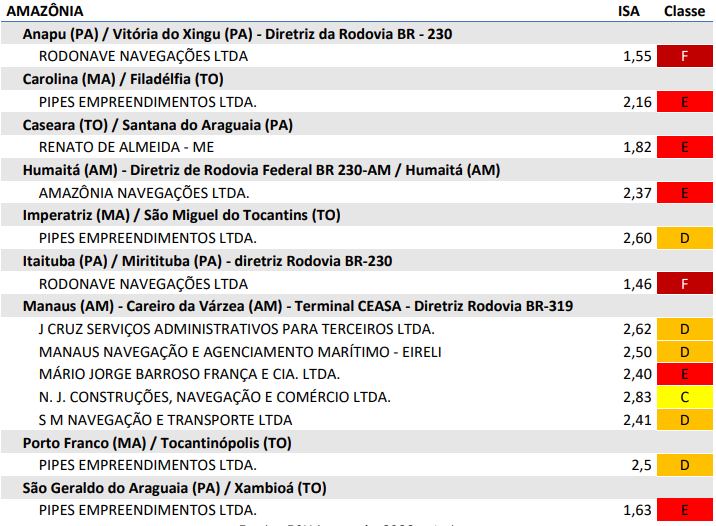 AMAZÔNIA ISA Classe
Anapu (PA) / Vitória do Xingu (PA) - Diretriz da Rodovia BR - 230
RODONAVE NAVEGAÇÕES LTDA 1,55 F
Carolina (MA) / Filadélfia (TO)
PIPES EMPREENDIMENTOS LTDA. 2,16 E
Caseara (TO) / Santana do Araguaia (PA)
RENATO DE ALMEIDA - ME 1,82 E
Humaitá (AM) - Diretriz de Rodovia Federal BR 230-AM / Humaitá (AM)
AMAZÔNIA NAVEGAÇÕES LTDA. 2,37 E
Imperatriz (MA) / São Miguel do Tocantins (TO)
PIPES EMPREENDIMENTOS LTDA. 2,60 D
Itaituba (PA) / Miritituba (PA) - diretriz Rodovia BR-230
RODONAVE NAVEGAÇÕES LTDA 1,46 F
Manaus (AM) - Careiro da Várzea (AM) - Terminal CEASA - Diretriz Rodovia BR-319
J CRUZ SERVIÇOS ADMINISTRATIVOS PARA TERCEIROS LTDA. 2,62 D
MANAUS NAVEGAÇÃO E AGENCIAMENTO MARÍTIMO - EIRELI 2,50 D
MÁRIO JORGE BARROSO FRANÇA E CIA. LTDA. 2,40 E
N. J. CONSTRUÇÕES, NAVEGAÇÃO E COMÉRCIO LTDA. 2,83 C
S M NAVEGAÇÃO E TRANSPORTE LTDA 2,41 D
Porto Franco (MA) / Tocantinópolis (TO)
PIPES EMPREENDIMENTOS LTDA. 2,5 D
São Geraldo do Araguaia (PA) / Xambioá (TO)
PIPES EMPREENDIMENTOS LTDA. 1,63 E